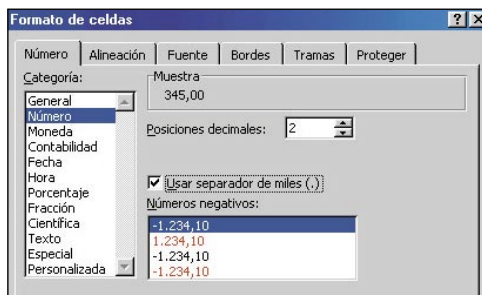 Formato de celdas
Número Alineación Fuente Bordes Tramas Proteger
Categoría:
General
Número
Moneda
Contabilidad
Fecha
Hora
Porcentaje
Fracción
Científica
Texto
Especial
Personalizada
Muestra
345,00
Posiciones decimales: 2
Usar separador de miles (.)
Números negativos:
-1.234,10
1.234,10
-1.234,10
-1.234,10